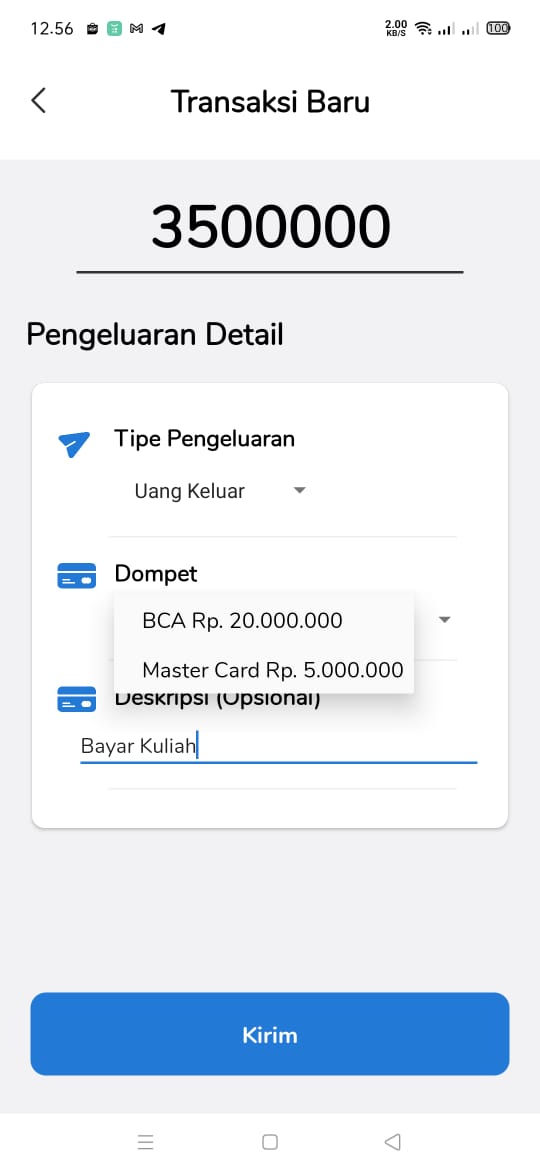 12.56
2.00
KB/S
100
Transaksi Baru
3500000
Pengeluaran Detail
Tipe Pengeluaran
Uang Keluar
Dompet
BCA Rp. 20.000.000
Master Card Rp. 5.000.000
Deskripsi (Opsional)
Bayar Kuliah
Kirim